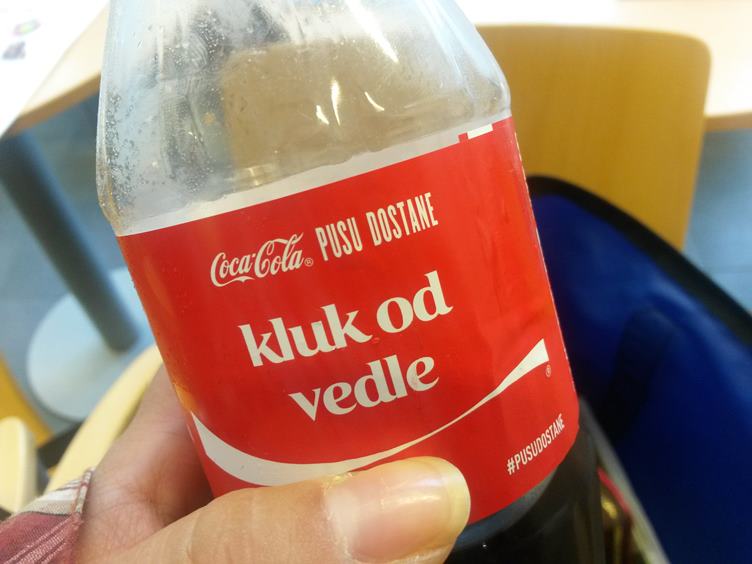 Coca-Cola® PUSU DOSTANE
kluk od
vedle
®
#PUSUDOSTANE